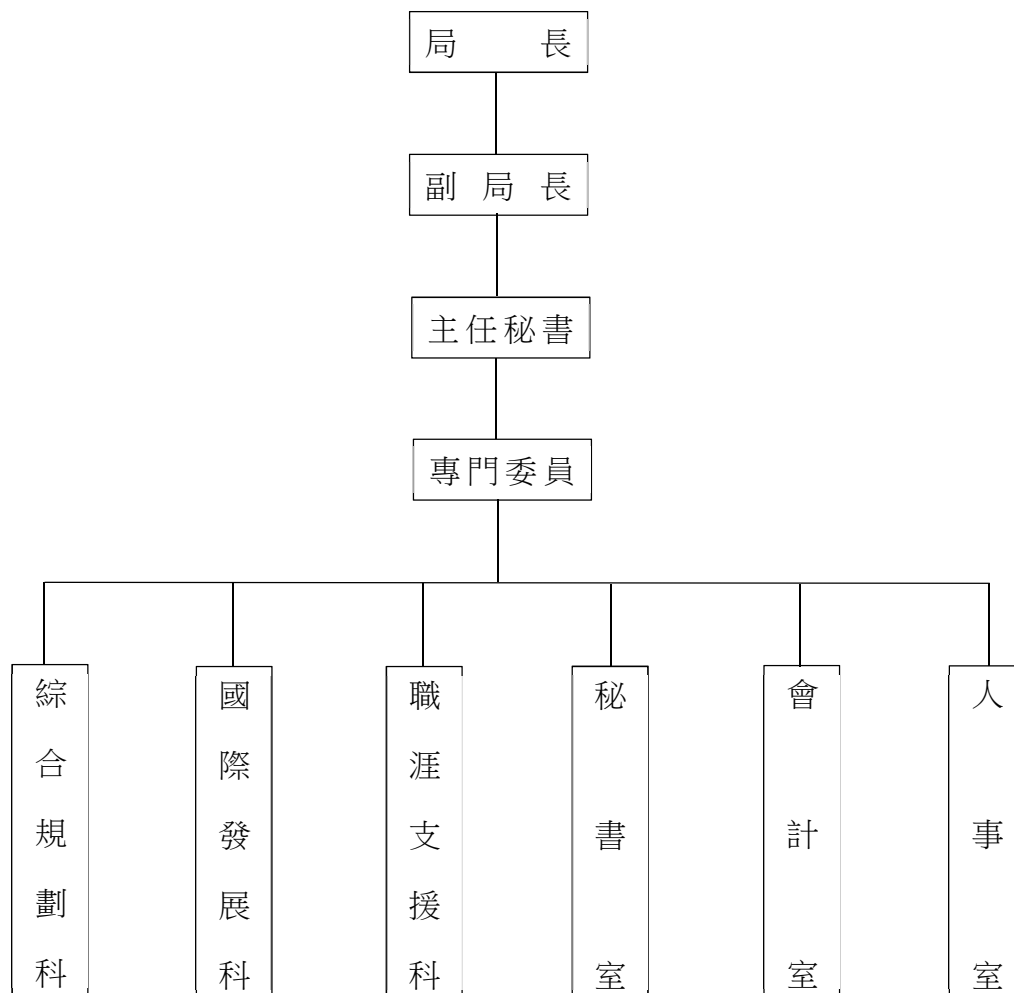 局長
副局長
主任秘書
專門委員
綜合規劃科
國際發展科
職涯支援科
秘書室
會計室
人事室